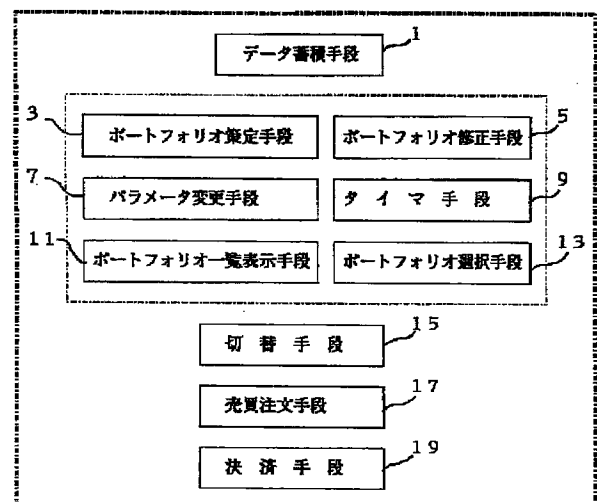 1
データ蓄積手段
3
ポートフォリオ策定手段
ポートフォリオ修正手段
5
7
パラメータ変更手段
タイマ手段
9
11
ポートフォリオ一覧表示手段
ポートフォリオ選択手段
13
切替手段
15
売買注文手段
17
決済手段
19